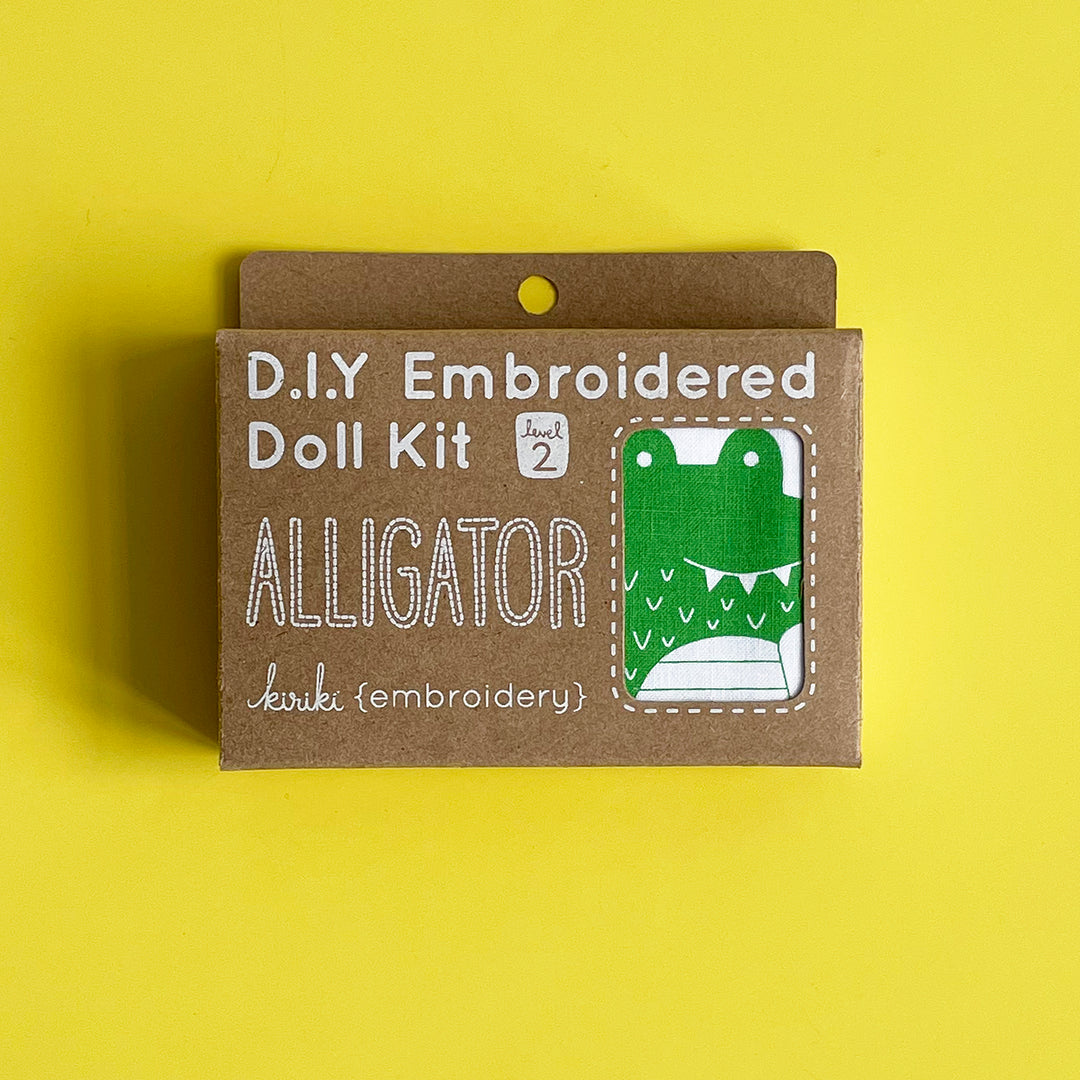 D.I.Y Embroidered
Doll Kit
level
2
ALLIGATOR
kiriki {embroidery}